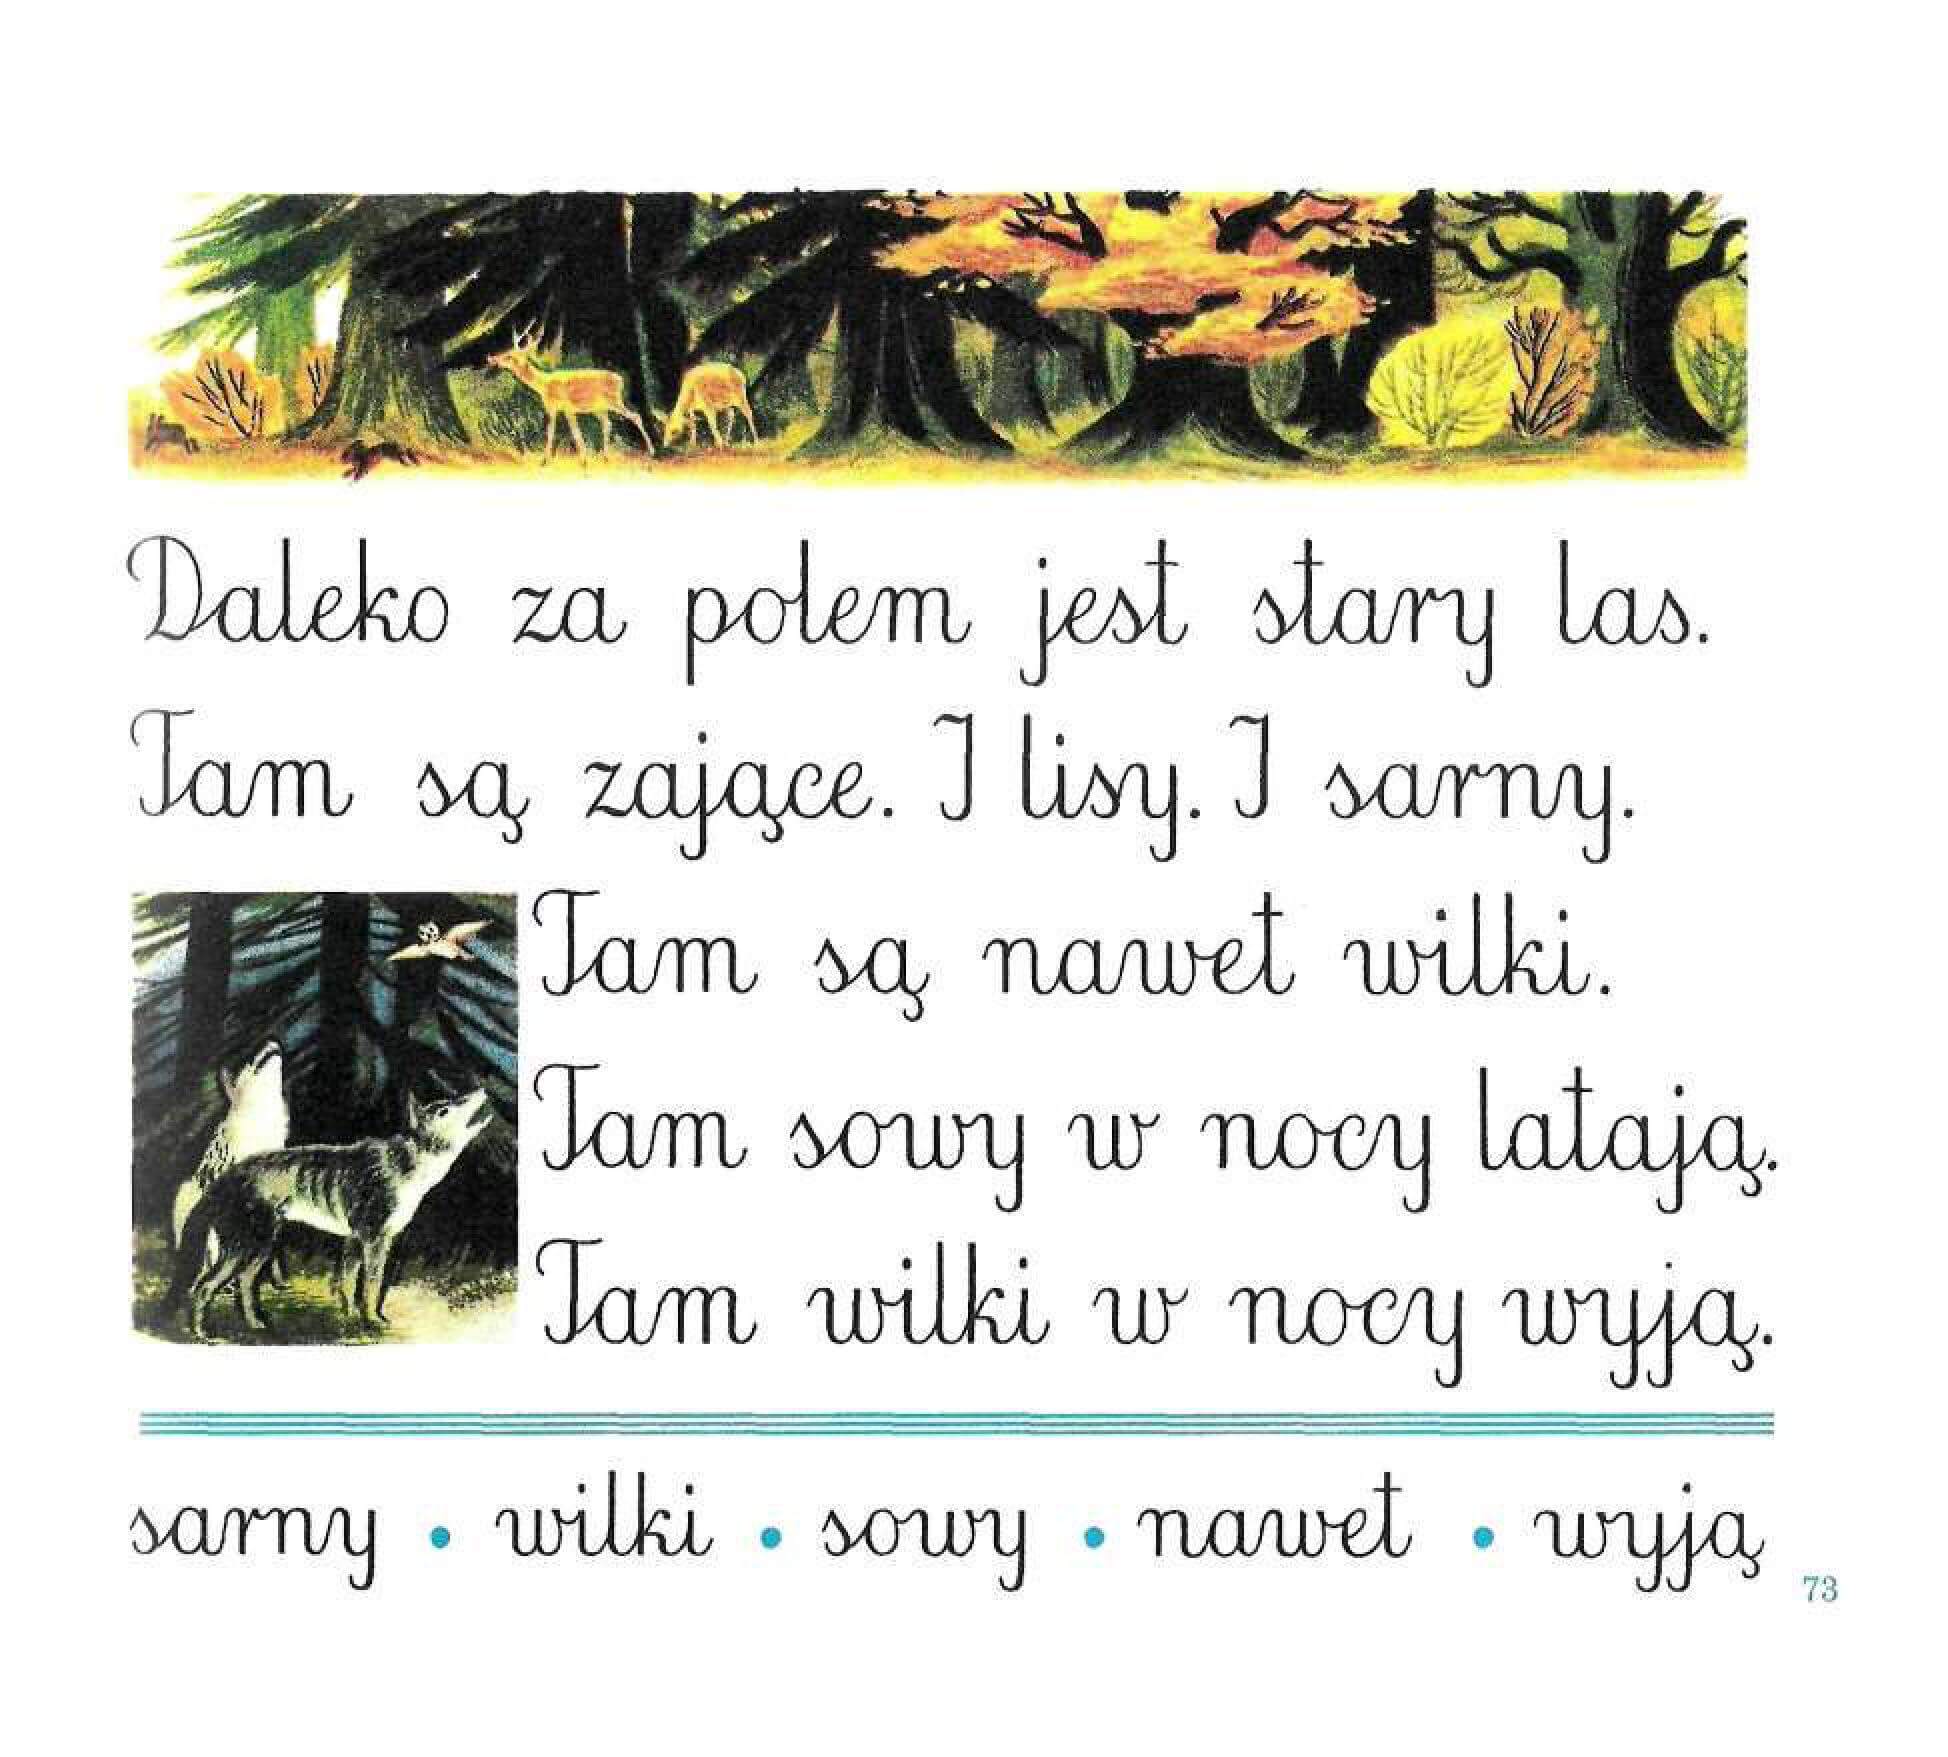 Daleko za polem jest stary las.
Tam są zające. I lisy. I sarny.
Tam są nawet wilki.
Tam sowy w nocy latają.
Tam wilki w nocy wyją.
sarny • wilki • sowy • nawet • wyją
73